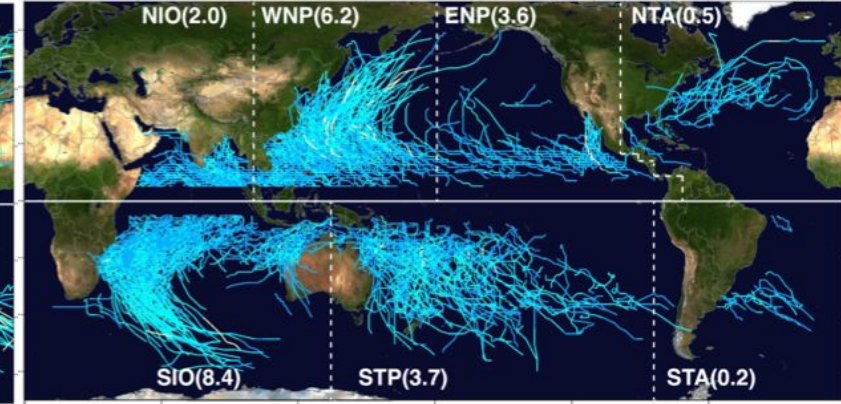 NIO(2.0) WNP(6.2) ENP(3.6) NTA(0.5)
SIO(8.4) STP(3.7) STA(0.2)